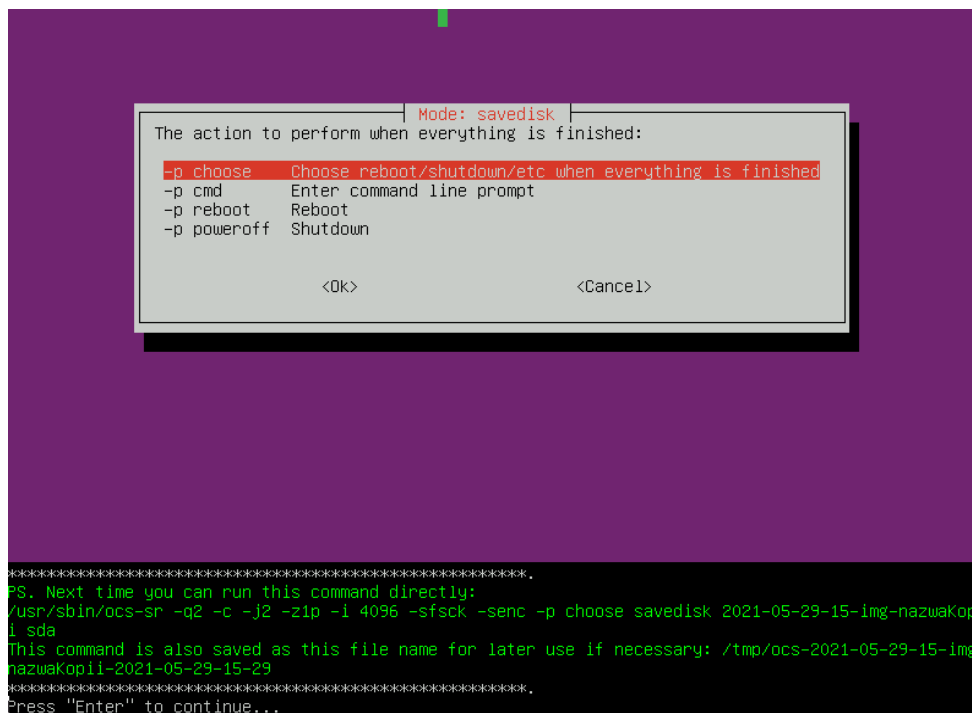 Mode: savedisk
The action to perform when everything is finished:
-p choose Choose reboot/shutdown/etc when everything is finished
-p cmd Enter command line prompt
-p reboot Reboot
-p poweroff Shutdown
<Ok> <Cancel>
*****************************************************.
PS. Next time you can run this command directly:
/usr/sbin/ocs-sr -q2 -c -j2 -z1p -i 4096 -sfsck -senc -p choose savedisk 2021-05-29-15-img-nazwaKop
i sda
This command is also saved as this file name for later use if necessary: /tmp/ocs-2021-05-29-15-img
nazwaKopii-2021-05-29-15-29
*****************************************************.
Press "Enter" to continue...